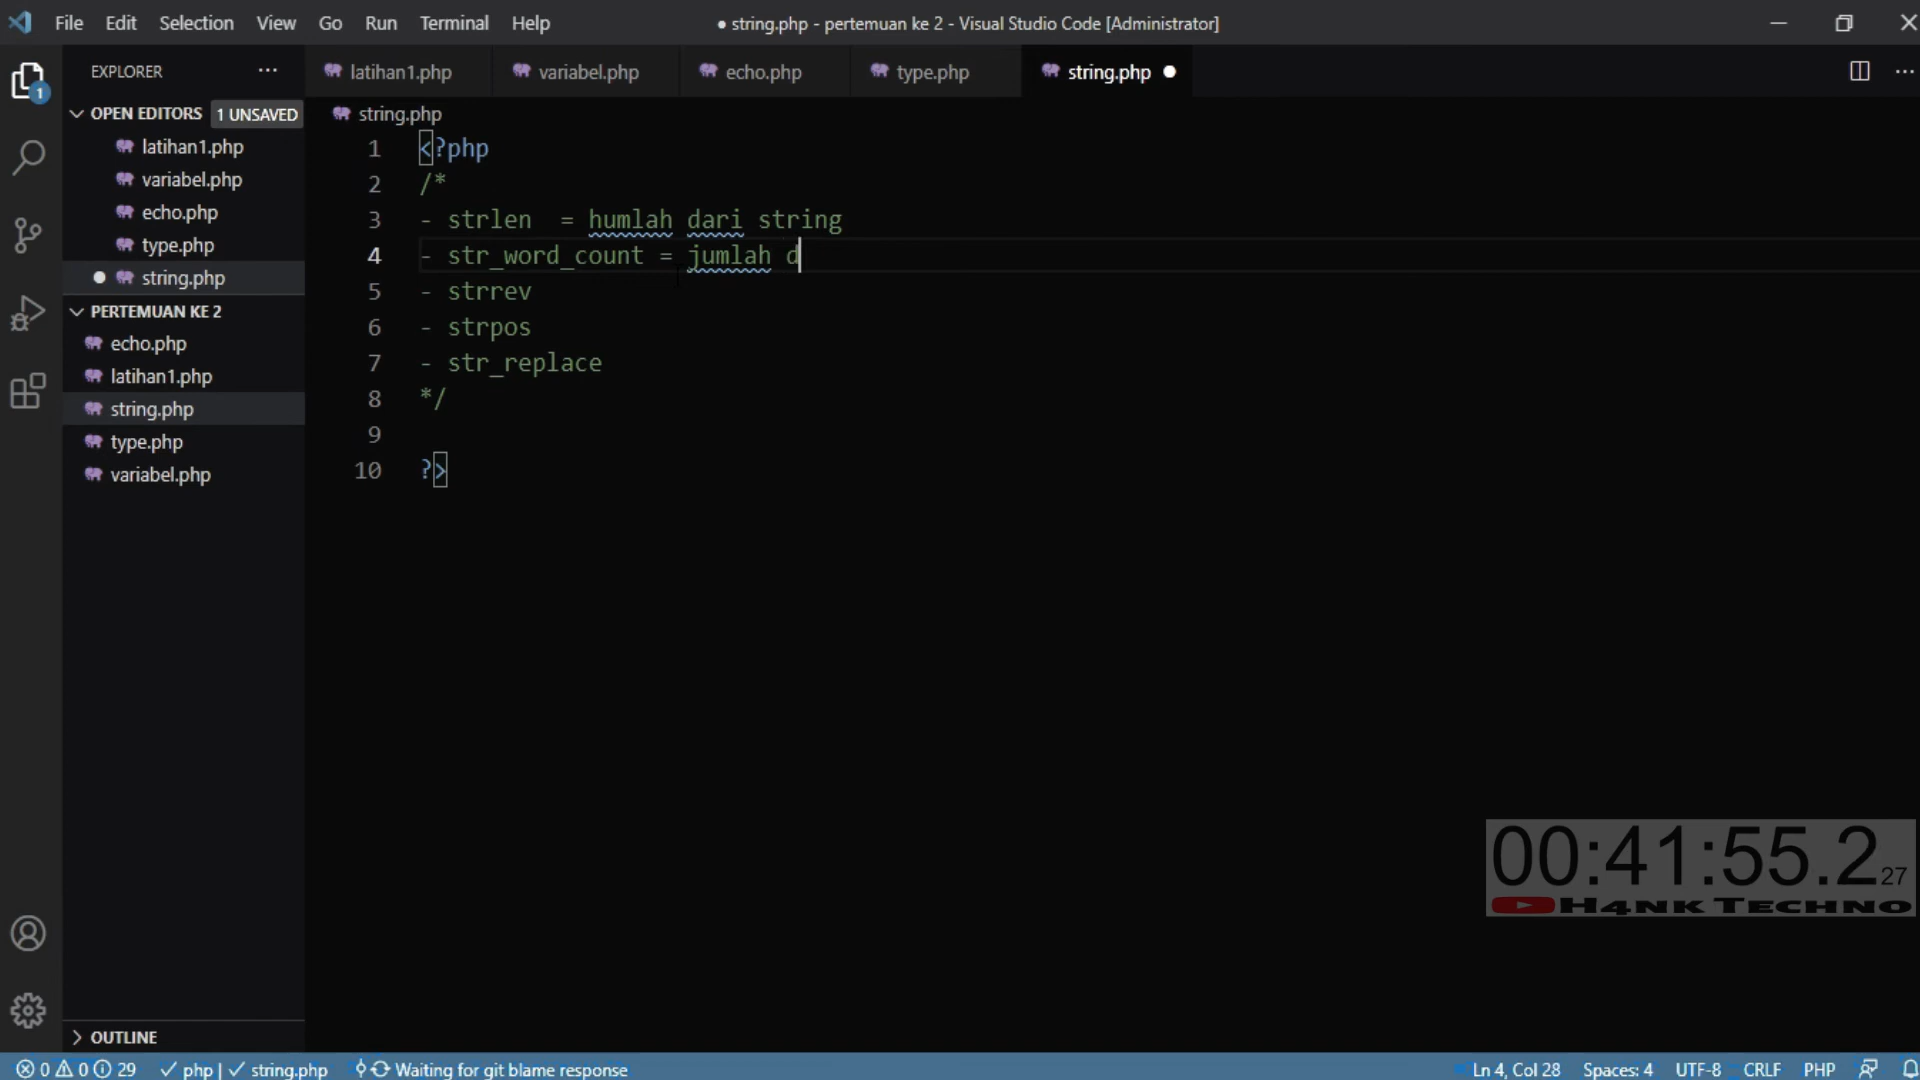 File Edit Selection View Go Run Terminal Help
● string.php - pertemuan ke 2 - Visual Studio Code [Administrator]
EXPLORER
latihan1.php variabel.php echo.php type.php string.php
1
OPEN EDITORS 1 UNSAVED
string.php
latihan1.php
variabel.php
echo.php
type.php
string.php
PERTEMUAN KE 2
echo.php
latihan1.php
string.php
type.php
variabel.php
1 <?php
2 /*
3 - strlen  = humlah dari string
4 - str_word_count = jumlah d
5 - strrev
6 - strpos
7 - str_replace
8 */
9
10 ?>
00:41:55.2 27
H4NK TECHNO
OUTLINE
0 0 29 php | string.php Waiting for git blame response Ln 4, Col 28 Spaces: 4 UTF-8 CRLF PHP